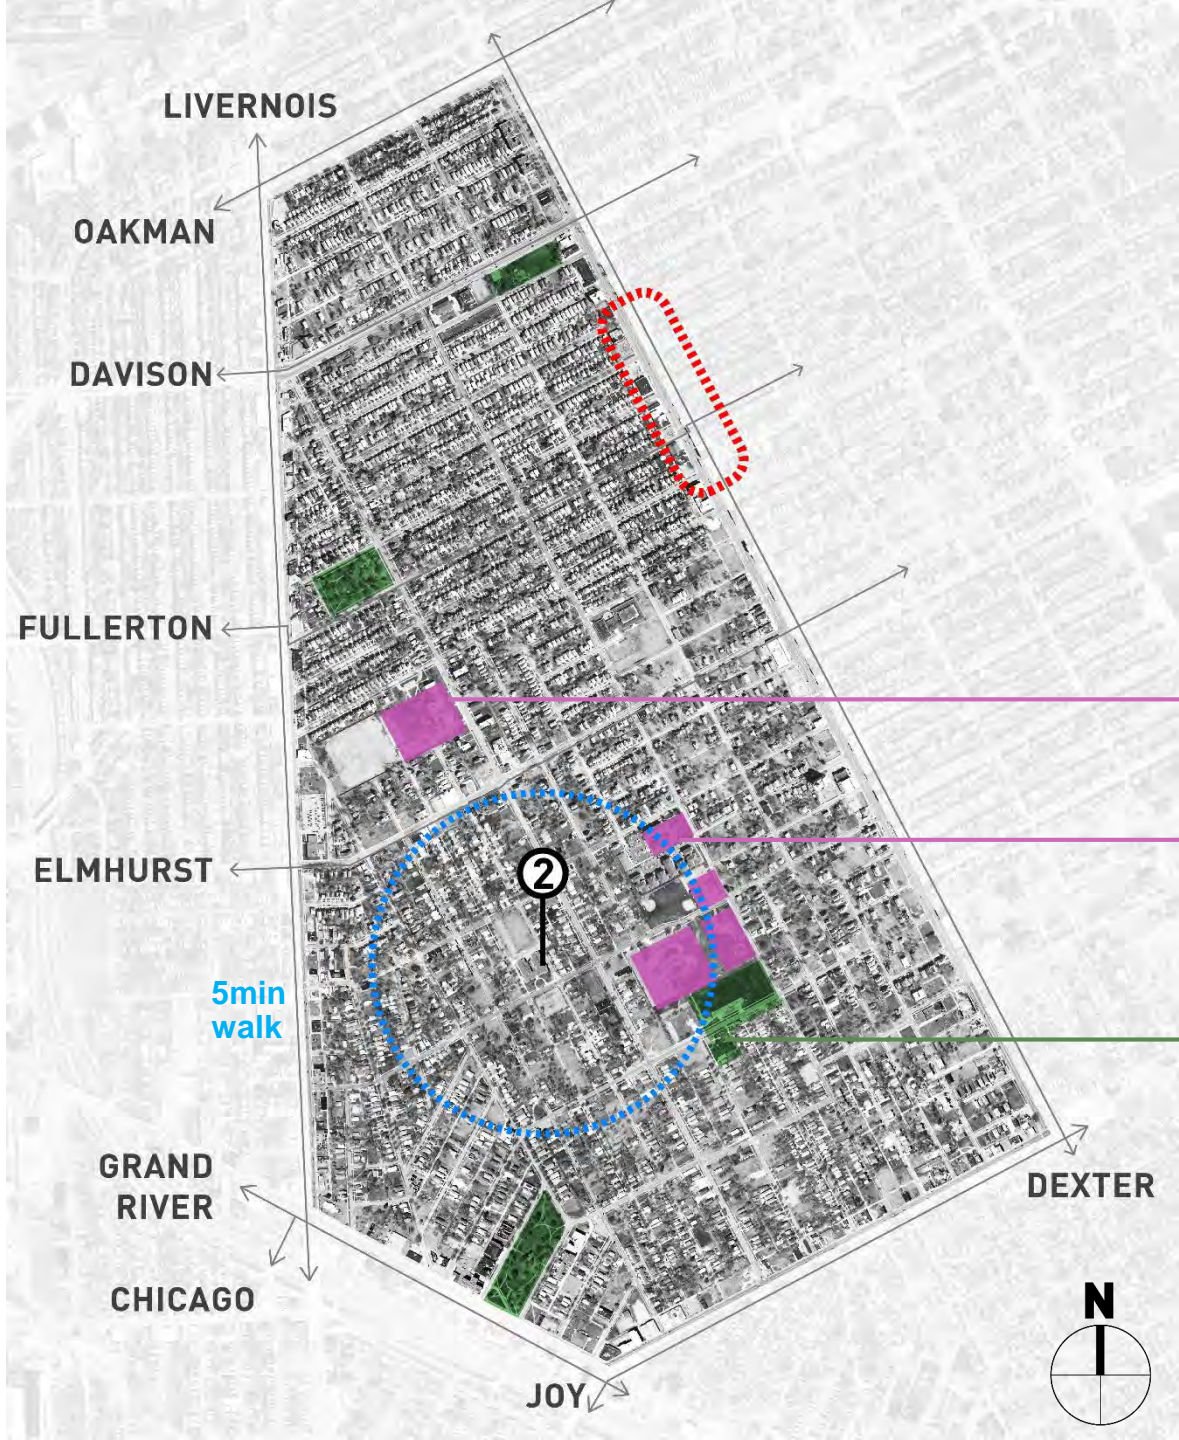 LIVERNOIS
OAKMAN
DAVISON
FULLERTON
ELMHURST
2
5min
walk
GRAND
RIVER
DEXTER
CHICAGO
N
JOY